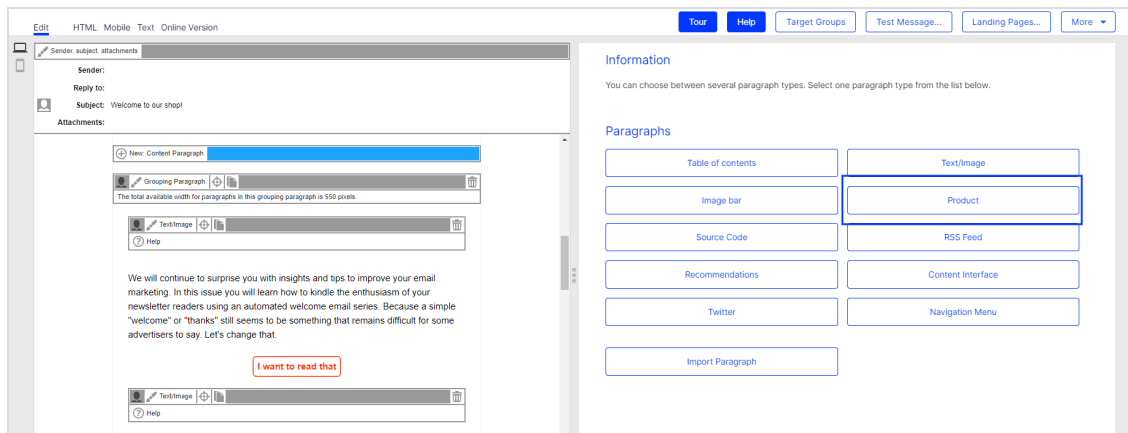 Edit HTML Mobile Text Online Version
Tour Help Target Groups Test Message... Landing Pages... More
Sender, subject, attachments
Sender:
Reply to:
Subject: Welcome to our shop!
Attachments:
New: Content Paragraph
Grouping Paragraph
The total available width for paragraphs in this grouping paragraph is 550 pixels.
Text/Image
? Help
We will continue to surprise you with insights and tips to improve your email
marketing. In this issue you will learn how to kindle the enthusiasm of your
newsletter readers using an automated welcome email series. Because a simple
"welcome" or "thanks" still seems to be something that remains difficult for some
advertisers to say. Let's change that.
I want to read that
Text/Image
? Help
Information
You can choose between several paragraph types. Select one paragraph type from the list below.
Paragraphs
Table of contents Text/Image
Image bar Product
Source Code RSS Feed
Recommendations Content Interface
Twitter Navigation Menu
Import Paragraph